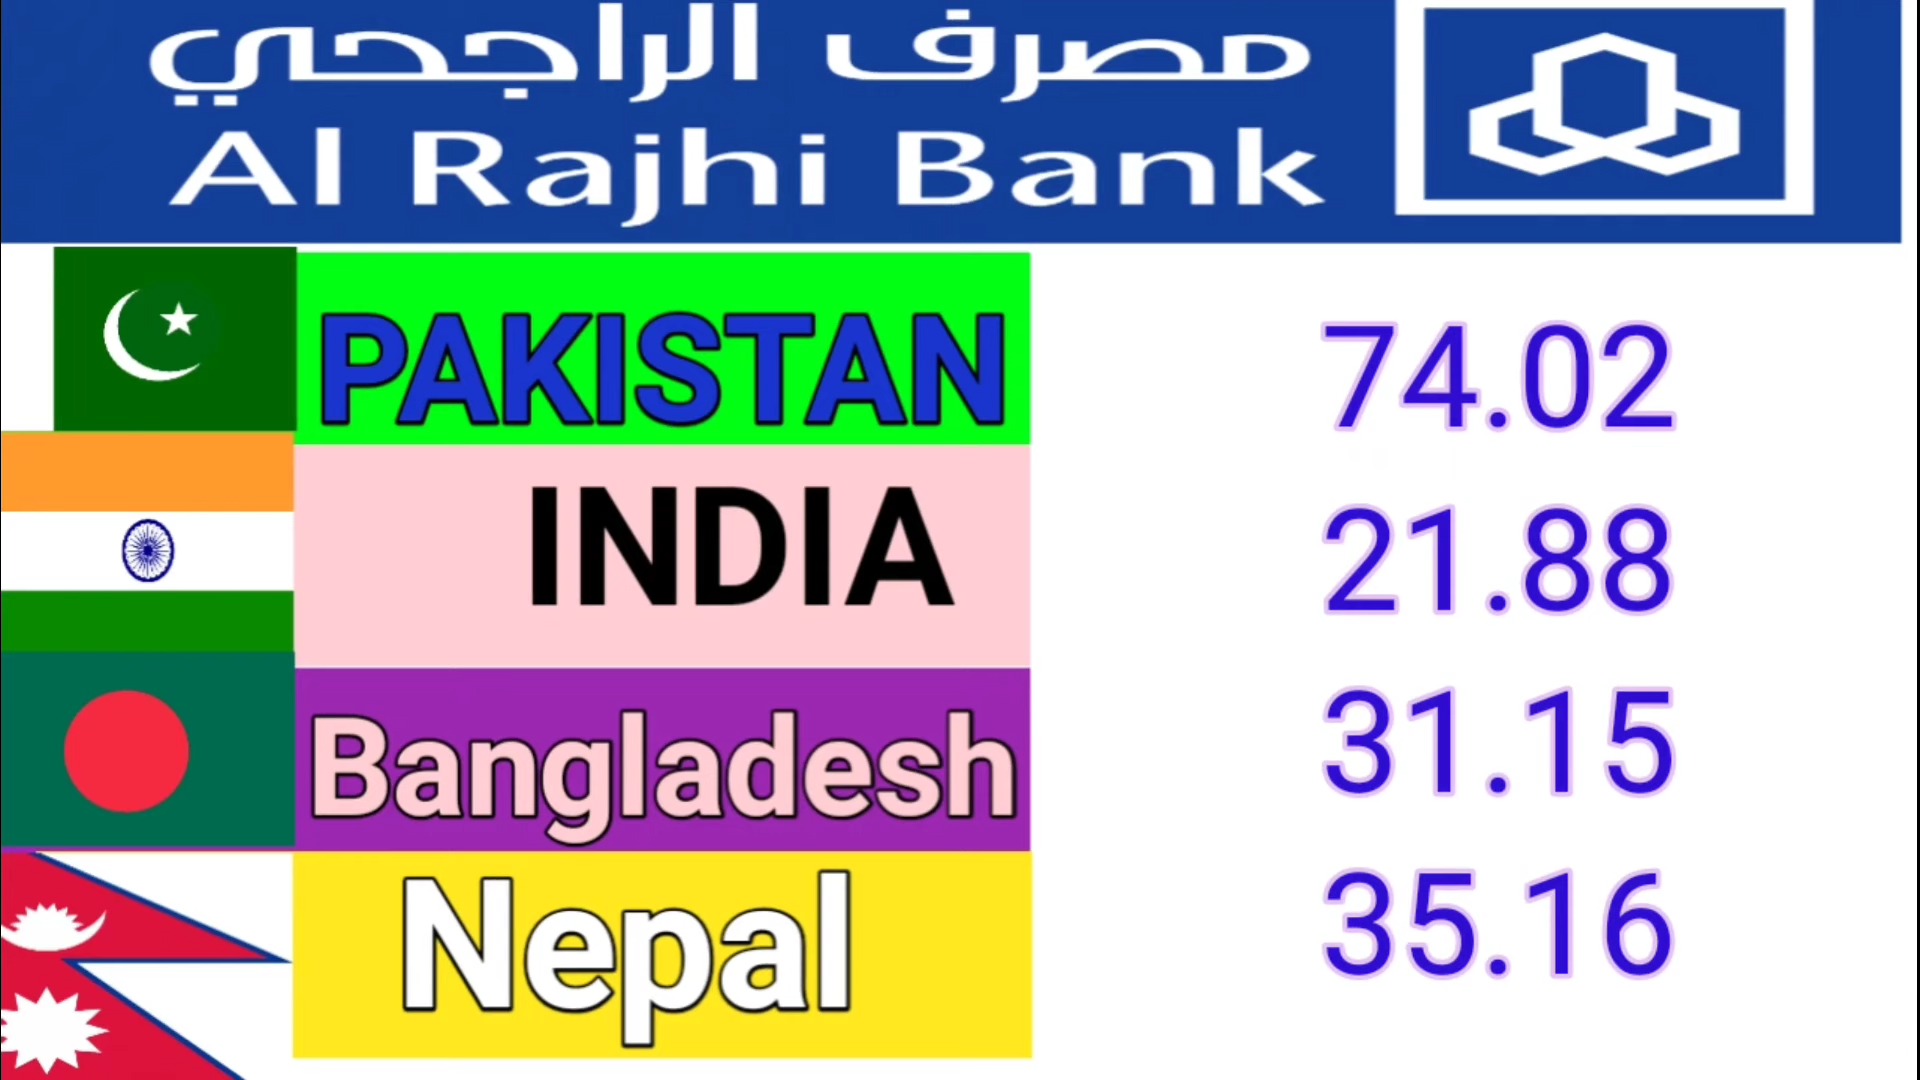 مصرف الراجحي
Al Rajhi Bank
PAKISTAN 74.02
INDIA 21.88
Bangladesh 31.15
Nepal 35.16